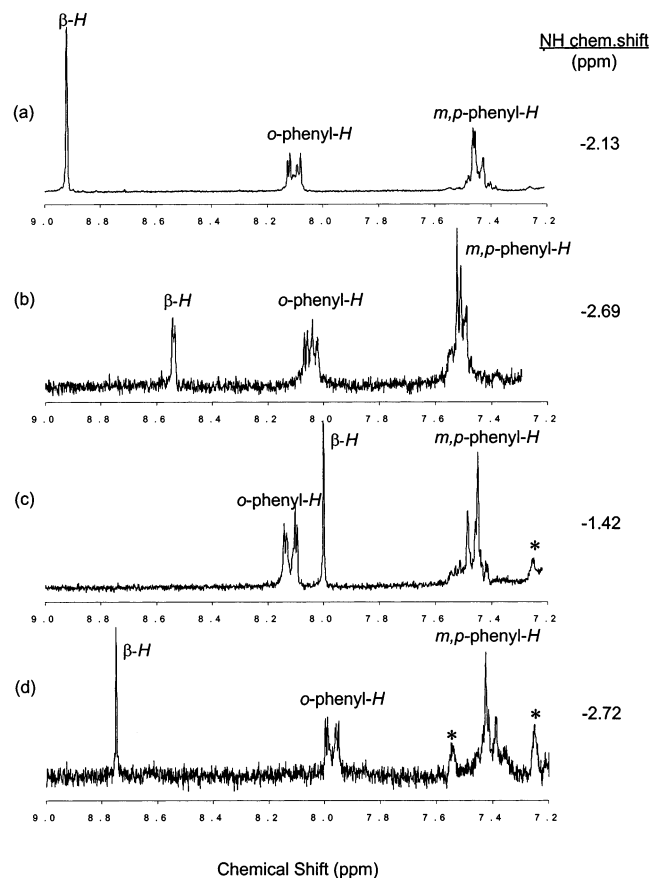 β-H
NH chem.shift
(ppm)
(a)
o-phenyl-H
m,p-phenyl-H
-2.13
9.0 8.8 8.6 8.4 8.2 8.0 7.8 7.6 7.4 7.2
m,p-phenyl-H
(b)
β-H
o-phenyl-H
-2.69
9.0 8.8 8.6 8.4 8.2 8.0 7.8 7.6 7.4 7.2
β-H
m,p-phenyl-H
(c)
o-phenyl-H
-1.42
*
9.0 8.8 8.6 8.4 8.2 8.0 7.8 7.6 7.4 7.2
β-H
m,p-phenyl-H
(d)
o-phenyl-H
-2.72
* *
9.0 8.8 8.6 8.4 8.2 8.0 7.8 7.6 7.4 7.2
Chemical Shift (ppm)